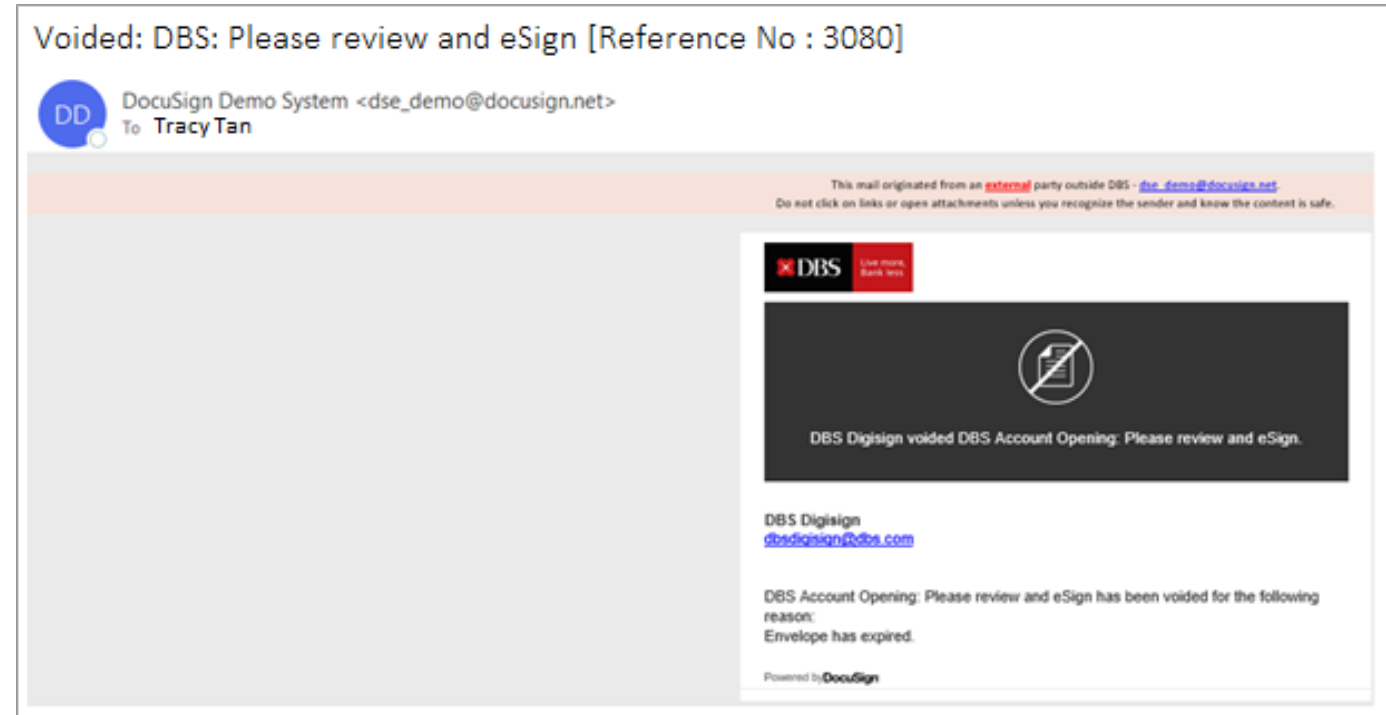 Voided: DBS: Please review and eSign [Reference No : 3080]
DD
DocuSign Demo System <dse_demo@docusign.net>
To Tracy Tan
This mail originated from an external party outside DBS - dse_demo@docusign.net.
Do not click on links or open attachments unless you recognize the sender and know the content is safe.
DBS
Live more,
Bank less
DBS Digisign voided DBS Account Opening: Please review and eSign.
DBS Digisign
dbsdigisign@dbs.com
DBS Account Opening: Please review and eSign has been voided for the following
reason:
Envelope has expired.
Powered by DocuSign